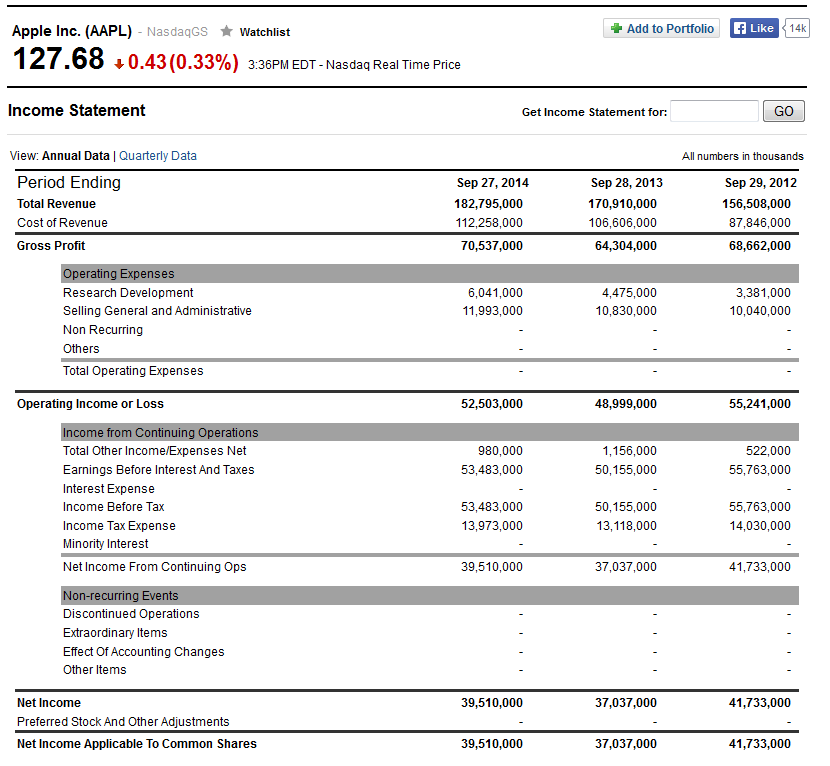 Apple Inc. (AAPL) - NasdaqGS ★ Watchlist
Add to Portfolio
Like 14k
127.68 0.43(0.33%) 3:36PM EDT - Nasdaq Real Time Price
Income Statement
Get Income Statement for: GO
View: Annual Data | Quarterly Data
All numbers in thousands
Period Ending Sep 27, 2014 Sep 28, 2013 Sep 29, 2012
Total Revenue 182,795,000 170,910,000 156,508,000
Cost of Revenue 112,258,000 106,606,000 87,846,000
Gross Profit 70,537,000 64,304,000 68,662,000
Operating Expenses
Research Development 6,041,000 4,475,000 3,381,000
Selling General and Administrative 11,993,000 10,830,000 10,040,000
Non Recurring - - -
Others - - -
Total Operating Expenses - - -
Operating Income or Loss 52,503,000 48,999,000 55,241,000
Income from Continuing Operations
Total Other Income/Expenses Net 980,000 1,156,000 522,000
Earnings Before Interest And Taxes 53,483,000 50,155,000 55,763,000
Interest Expense - - -
Income Before Tax 53,483,000 50,155,000 55,763,000
Income Tax Expense 13,973,000 13,118,000 14,030,000
Minority Interest - - -
Net Income From Continuing Ops 39,510,000 37,037,000 41,733,000
Non-recurring Events
Discontinued Operations - - -
Extraordinary Items - - -
Effect Of Accounting Changes - - -
Other Items - - -
Net Income 39,510,000 37,037,000 41,733,000
Preferred Stock And Other Adjustments - - -
Net Income Applicable To Common Shares 39,510,000 37,037,000 41,733,000